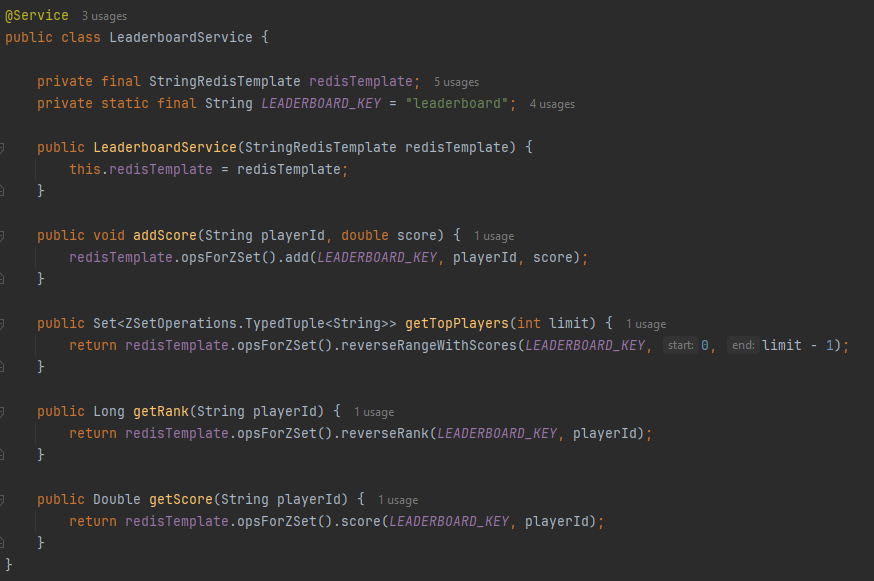 @Service 3 usages
public class LeaderboardService {
private final StringRedisTemplate redisTemplate; 5 usages
private static final String LEADERBOARD_KEY = "leaderboard"; 4 usages
public LeaderboardService(StringRedisTemplate redisTemplate) {
this.redisTemplate = redisTemplate;
}
public void addScore(String playerId, double score) { 1 usage
redisTemplate.opsForZSet().add(LEADERBOARD_KEY, playerId, score);
}
public Set<ZSetOperations.TypedTuple<String>> getTopPlayers(int limit) { 1 usage
return redisTemplate.opsForZSet().reverseRangeWithScores(LEADERBOARD_KEY, start: 0, end: limit - 1);
}
public Long getRank(String playerId) { 1 usage
return redisTemplate.opsForZSet().reverseRank(LEADERBOARD_KEY, playerId);
}
public Double getScore(String playerId) { 1 usage
return redisTemplate.opsForZSet().score(LEADERBOARD_KEY, playerId);
}
}